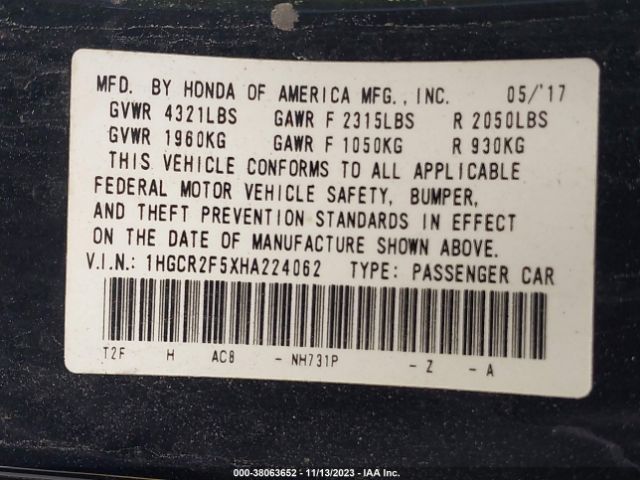 MFD. BY HONDA OF AMERICA MFG., INC. 05/'17
GVWR 4321LBS GAWR F 2315LBS R 2050LBS
GVWR 1960KG GAWR F 1050KG R 930KG
THIS VEHICLE CONFORMS TO ALL APPLICABLE
FEDERAL MOTOR VEHICLE SAFETY, BUMPER,
AND THEFT PREVENTION STANDARDS IN EFFECT
ON THE DATE OF MANUFACTURE SHOWN ABOVE.
V.I.N.: 1HGCR2F5XHA224062 TYPE: PASSENGER CAR
T2F H AC8 - NH731P - Z - A
000-38063652 - 11/13/2023 - IAA Inc.